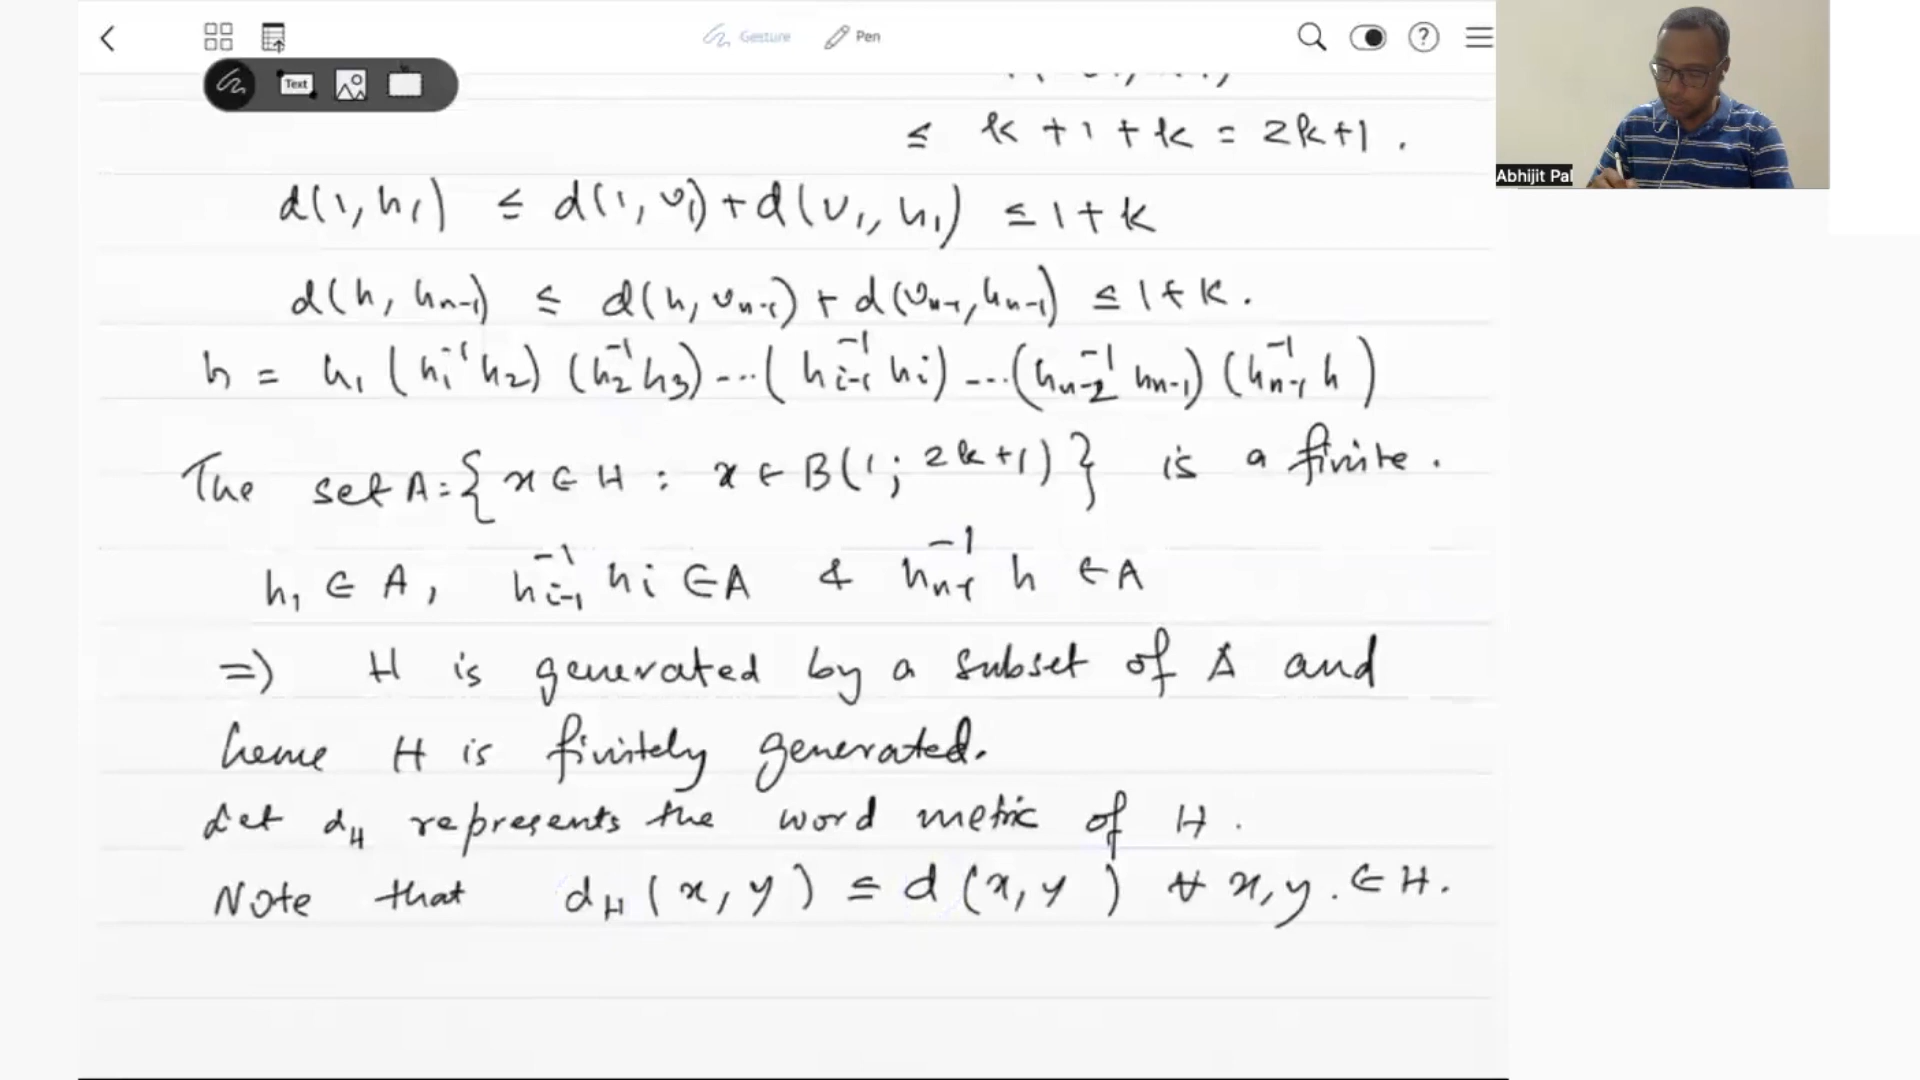 Gesture Pen
Text
≤ k + 1 + k = 2k+1 .
d(1, h₁) ≤ d(1, v₁) + d(v₁, h₁) ≤ 1 + k
d(h, hₙ₋₁) ≤ d(h, vₙ₋₁) + d(vₙ₋₁, hₙ₋₁) ≤ 1 + k .
h = h₁ (h₁⁻¹ h₂) (h₂⁻¹ h₃) ... (hᵢ₋₁⁻¹ hᵢ) ... (hₙ₋₂⁻¹ hₙ₋₁) (hₙ₋₁⁻¹ h)
The set A = { x ∈ H : x ∈ B(1; 2k+1) } is a finite .
h₁ ∈ A, hᵢ₋₁⁻¹ hᵢ ∈ A & hₙ₋₁⁻¹ h ∈ A
=) H is generated by a subset of A and
hence H is finitely generated.
Let d_H represents the word metric of H .
Note that d_H (x, y) ≤ d (x, y) ∀ x, y . ∈ H .
Abhijit Pal